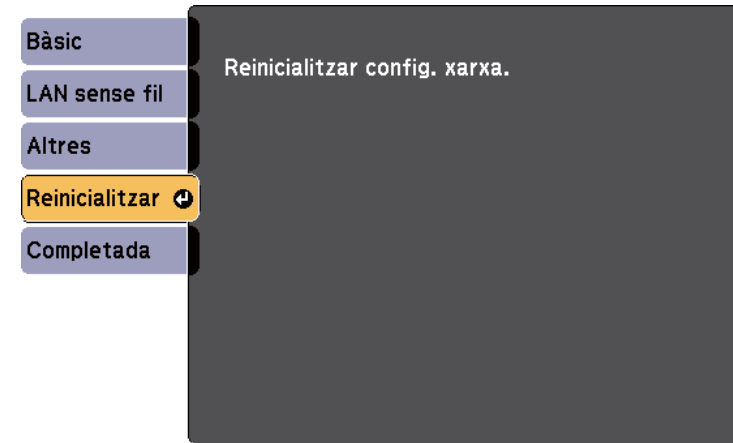 Bàsic
Reinicialitzar config. xarxa.
LAN sense fil
Altres
Reinicialitzar
Completada